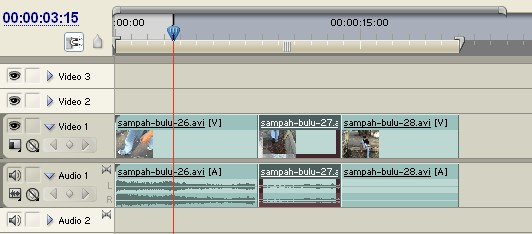 00:00:03:15
:00:00 00:00:15:00
Video 3
Video 2
Video 1 sampah-bulu-26.avi [V] sampah-bulu-27.a sampah-bulu-28.avi [V]
Audio 1 sampah-bulu-26.avi [A] sampah-bulu-27.a sampah-bulu-28.avi [A]
L
R
Audio 2